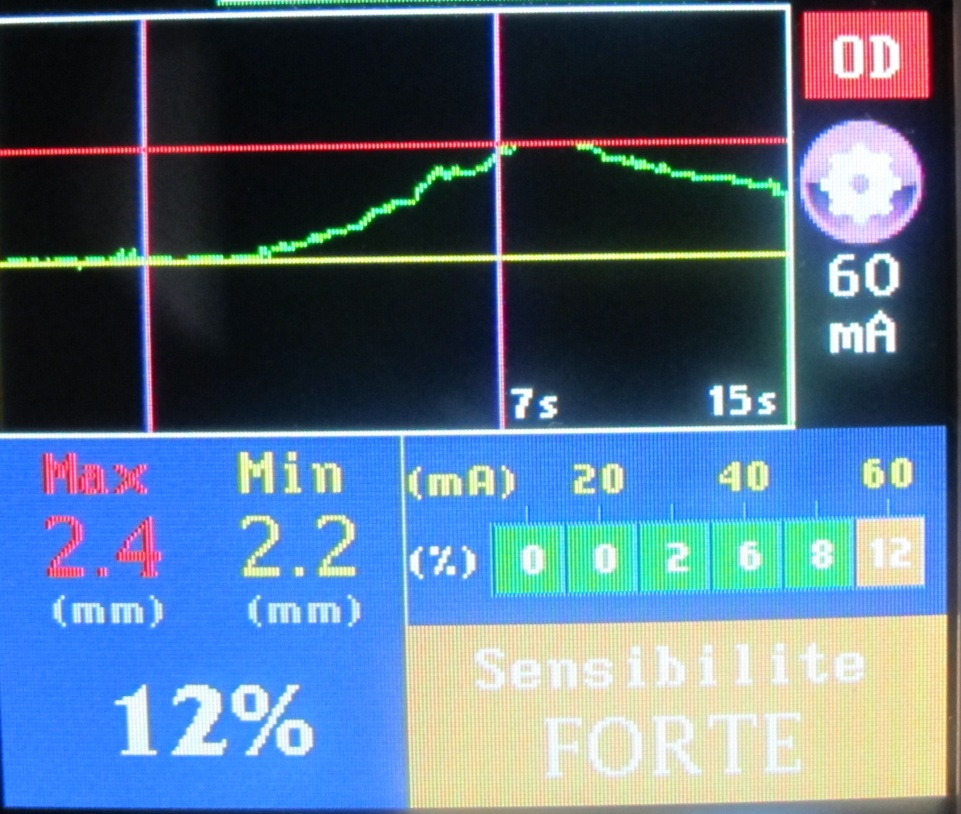 OD
60
mA
7s 15s
Max Min
2.4 2.2
(mm) (mm)
12%
(mA) 20 40 60
(%) 0 0 2 6 8 12
Sensibilite
FORTE